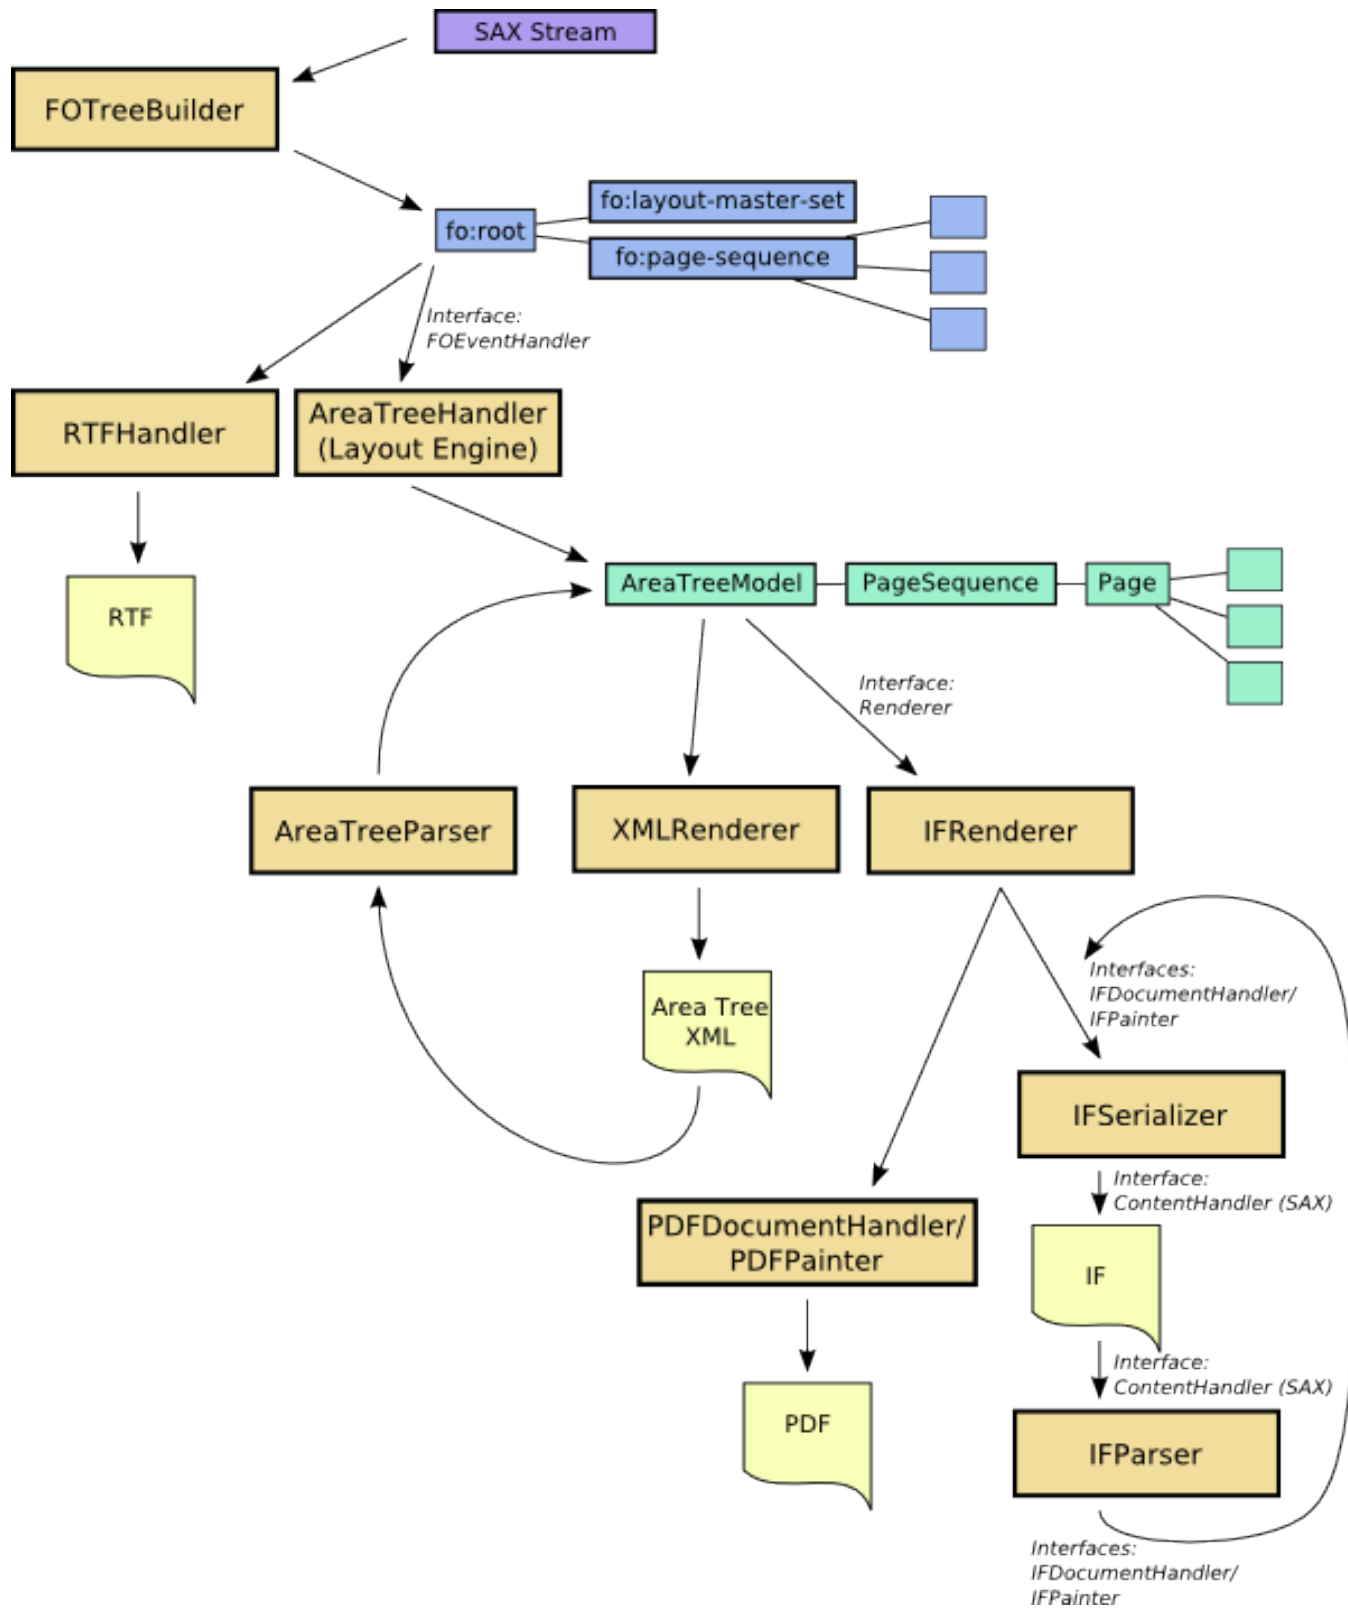 SAX Stream
FOTreeBuilder
fo:layout-master-set
fo:root
fo:page-sequence
Interface:
FOEventHandler
RTFHandler
AreaTreeHandler
(Layout Engine)
RTF
AreaTreeModel
PageSequence
Page
Interface:
Renderer
AreaTreeParser
XMLRenderer
IFRenderer
Interfaces:
IFDocumentHandler/
IFPainter
Area Tree
XML
IFSerializer
Interface:
ContentHandler (SAX)
PDFDocumentHandler/
PDFPainter
IF
Interface:
ContentHandler (SAX)
PDF
IFParser
Interfaces:
IFDocumentHandler/
IFPainter